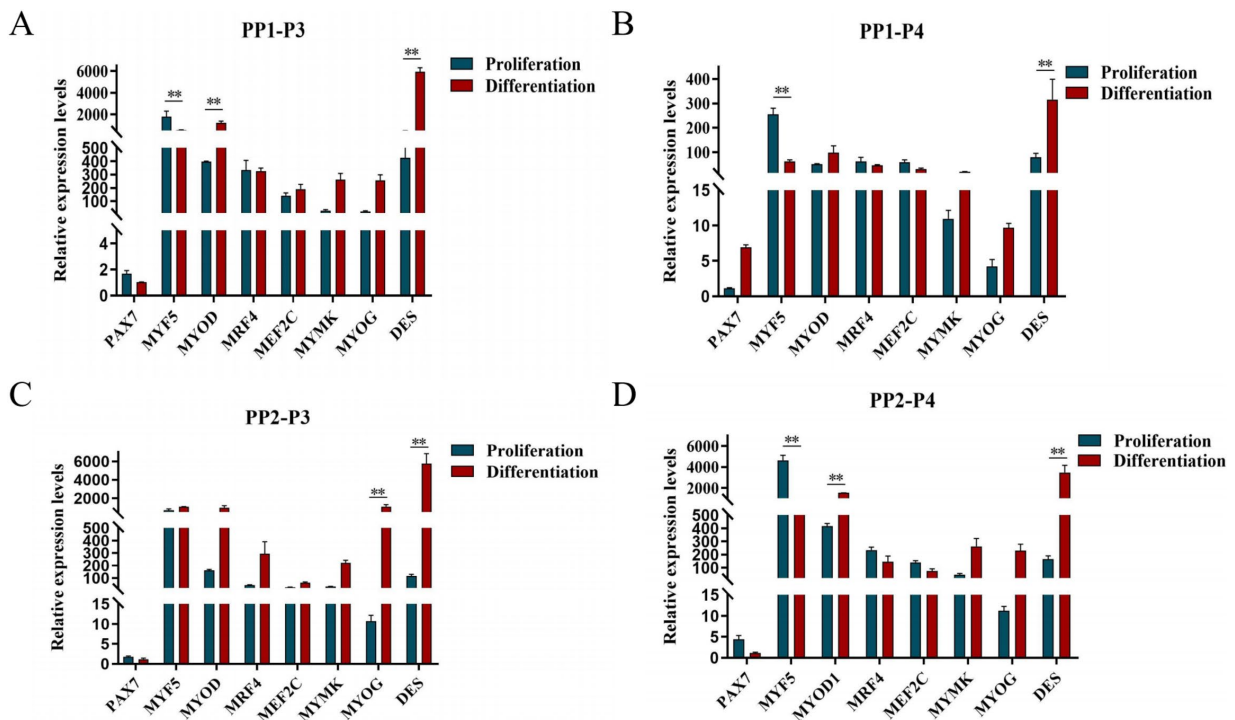 A
PP1-P3
Proliferation
Differentiation
Relative expression levels
6000
4000
2000
500
400
300
200
100
4
2
0
**
**
**
PAX7
MYF5
MYOD
MRF4
MEF2C
MYMK
MYOG
DES
B
PP1-P4
Proliferation
Differentiation
Relative expression levels
400
300
200
100
15
10
5
0
**
**
PAX7
MYF5
MYOD
MRF4
MEF2C
MYMK
MYOG
DES
C
PP2-P3
Proliferation
Differentiation
Relative expression levels
6000
4000
2000
500
400
300
200
100
15
10
5
0
**
**
PAX7
MYF5
MYOD
MRF4
MEF2C
MYMK
MYOG
DES
D
PP2-P4
Proliferation
Differentiation
Relative expression levels
6000
4000
2000
500
400
300
200
100
15
10
5
0
**
**
**
PAX7
MYF5
MYOD1
MRF4
MEF2C
MYMK
MYOG
DES